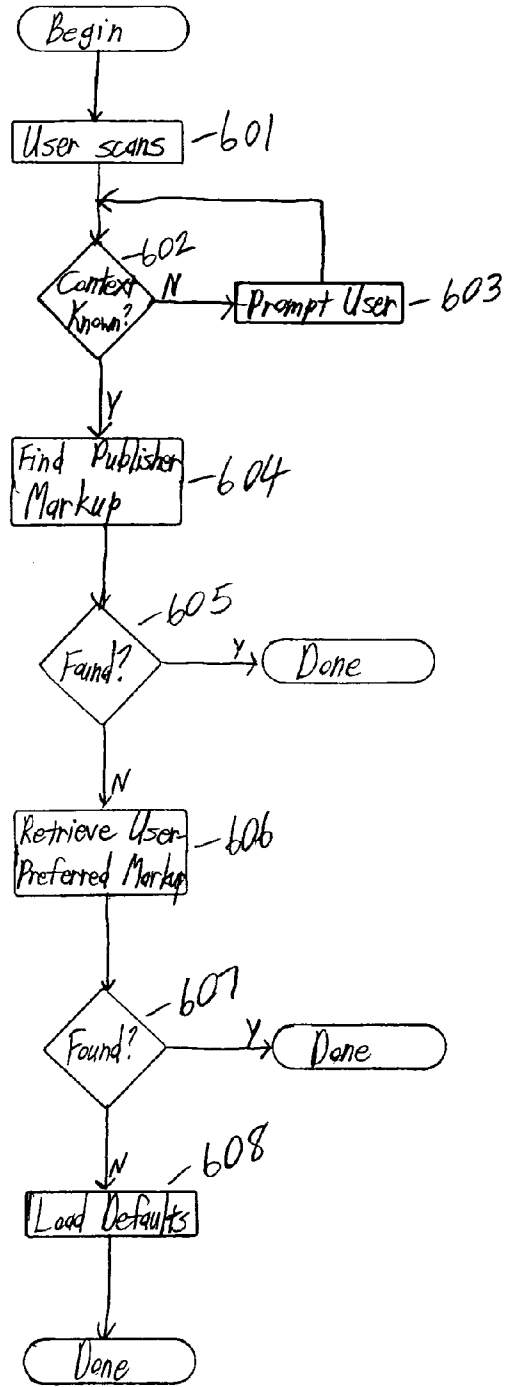 Begin
User scans
601
602
Context
Known?
N
Prompt User
603
Y
Find Publisher
Markup
604
605
Found?
Y
Done
N
Retrieve User-
Preferred Markup
606
607
Found?
Y
Done
N
608
Load Defaults
Done